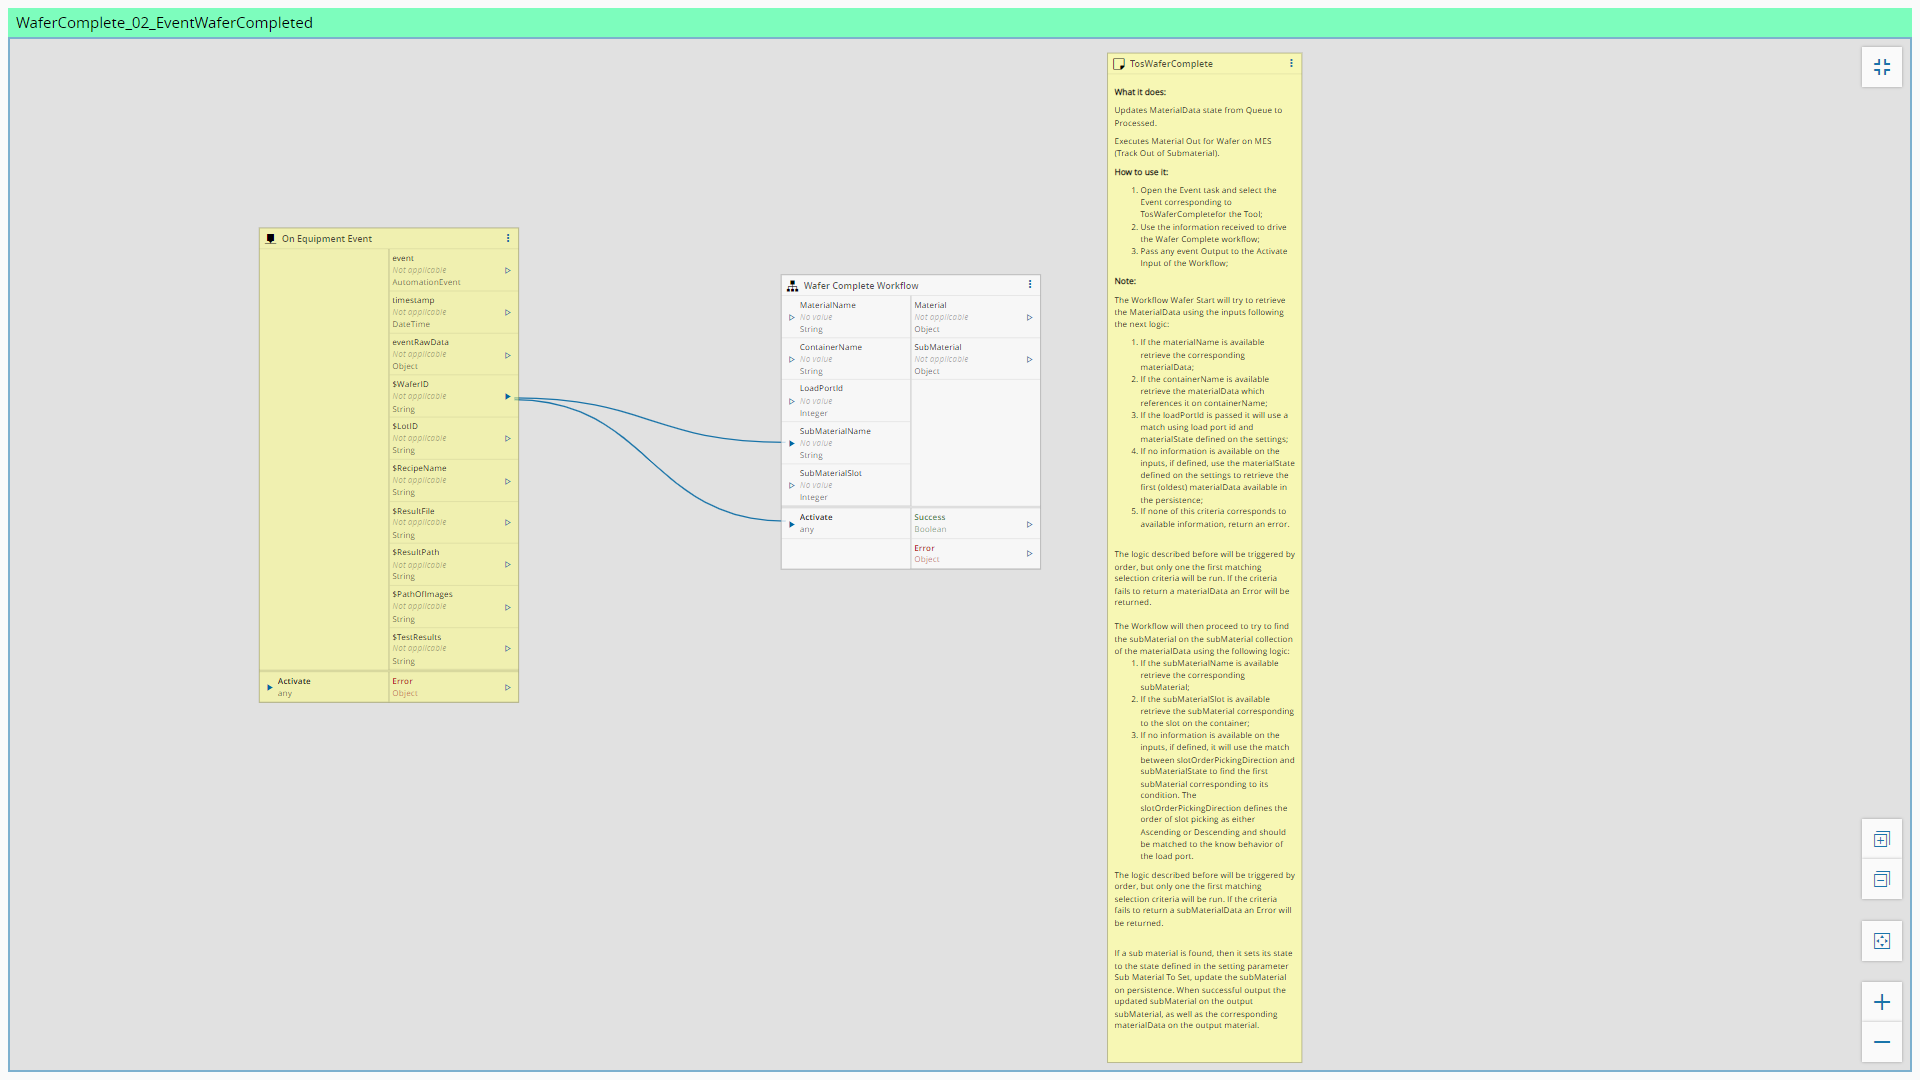 WaferComplete_02_EventWaferCompleted
On Equipment Event
event
Not applicable
AutomationEvent
timestamp
Not applicable
DateTime
eventRawData
Not applicable
Object
$WaferID
Not applicable
String
$LotID
Not applicable
String
$RecipeName
Not applicable
String
$ResultFile
Not applicable
String
$ResultPath
Not applicable
String
$PathOfImages
Not applicable
String
$TestResults
Not applicable
String
Activate
any
Error
Object
Wafer Complete Workflow
MaterialName
No value
String
ContainerName
No value
String
LoadPortId
No value
Integer
SubMaterialName
No value
String
SubMaterialSlot
No value
Integer
Material
Not applicable
Object
SubMaterial
Not applicable
Object
Activate
any
Success
Boolean
Error
Object
TosWaferComplete
What it does:
Updates MaterialData state from Queue to
Processed.
Executes Material Out for Wafer on MES
(Track Out of Submaterial).
How to use it:
1. Open the Event task and select the
Event corresponding to
TosWaferCompletefor the Tool;
2. Use the information received to drive
the Wafer Complete workflow;
3. Pass any event Output to the Activate
Input of the Workflow;
Note:
The Workflow Wafer Start will try to retrieve
the MaterialData using the inputs following
the next logic:
1. If the materialName is available
retrieve the corresponding
materialData;
2. If the containerName is available
retrieve the materialData which
references it on containerName;
3. If the loadPortId is passed it will use a
match using load port id and
materialState defined on the settings;
4. If no information is available on the
inputs, if defined, use the materialState
defined on the settings to retrieve the
first (oldest) materialData available in
the persistence;
5. If none of this criteria corresponds to
available information, return an error.
The logic described before will be triggered by
order, but only one the first matching
selection criteria will be run. If the criteria
fails to return a materialData an Error will be
returned.
The Workflow will then proceed to try to find
the subMaterial on the subMaterial collection
of the materialData using the following logic:
1. If the subMaterialName is available
retrieve the corresponding
subMaterial;
2. If the subMaterialSlot is available
retrieve the subMaterial corresponding
to the slot on the container;
3. If no information is available on the
inputs, if defined, it will use the match
between slotOrderPickingDirection and
subMaterialState to find the first
subMaterial corresponding to its
condition. The
slotOrderPickingDirection defines the
order of slot picking as either
Ascending or Descending and should
be matched to the know behavior of
the load port.
The logic described before will be triggered by
order, but only one the first matching
selection criteria will be run. If the criteria
fails to return a subMaterialData an Error will
be returned.
If a sub material is found, then it sets its state
to the state defined in the setting parameter
Sub Material To Set, update the subMaterial
on persistence. When successful output the
updated subMaterial on the output
subMaterial, as well as the corresponding
materialData on the output material.